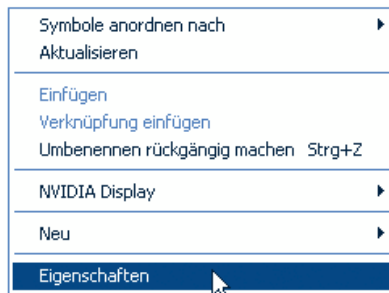 Symbole anordnen nach
Aktualisieren
Einfügen
Verknüpfung einfügen
Umbenennen rückgängig machen Strg+Z
NVIDIA Display
Neu
Eigenschaften